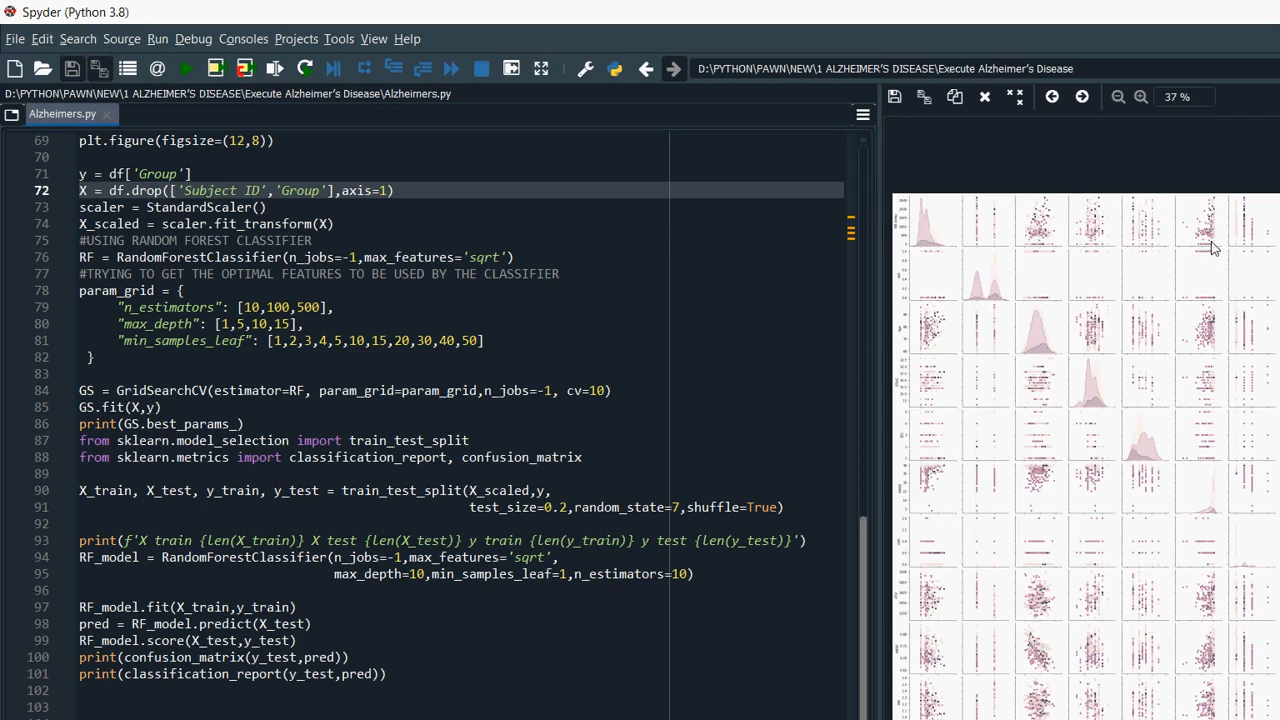 Spyder (Python 3.8)
File Edit Search Source Run Debug Consoles Projects Tools View Help
D:\PYTHON\PAWN\NEW\1 ALZHEIMER'S DISEASE\Execute Alzheimer's Disease
D:\PYTHON\PAWN\NEW\1 ALZHEIMER'S DISEASE\Execute Alzheimer's Disease\Alzheimers.py
Alzheimers.py
37 %
69 plt.figure(figsize=(12,8))
70
71 y = df['Group']
72 X = df.drop(['Subject ID','Group'],axis=1)
73 scaler = StandardScaler()
74 X_scaled = scaler.fit_transform(X)
75 #USING RANDOM FOREST CLASSIFIER
76 RF = RandomForestClassifier(n_jobs=-1,max_features='sqrt')
77 #TRYING TO GET THE OPTIMAL FEATURES TO BE USED BY THE CLASSIFIER
78 param_grid = {
79 "n_estimators": [10,100,500],
80 "max_depth": [1,5,10,15],
81 "min_samples_leaf": [1,2,3,4,5,10,15,20,30,40,50]
82 }
83
84 GS = GridSearchCV(estimator=RF, param_grid=param_grid,n_jobs=-1, cv=10)
85 GS.fit(X,y)
86 print(GS.best_params_)
87 from sklearn.model_selection import train_test_split
88 from sklearn.metrics import classification_report, confusion_matrix
89
90 X_train, X_test, y_train, y_test = train_test_split(X_scaled,y,
91 test_size=0.2,random_state=7,shuffle=True)
92
93 print(f'X train {len(X_train)} X test {len(X_test)} y train {len(y_train)} y test {len(y_test)}')
94 RF_model = RandomForestClassifier(n_jobs=-1,max_features='sqrt',
95 max_depth=10,min_samples_leaf=1,n_estimators=10)
96
97 RF_model.fit(X_train,y_train)
98 pred = RF_model.predict(X_test)
99 RF_model.score(X_test,y_test)
100 print(confusion_matrix(y_test,pred))
101 print(classification_report(y_test,pred))
102
103